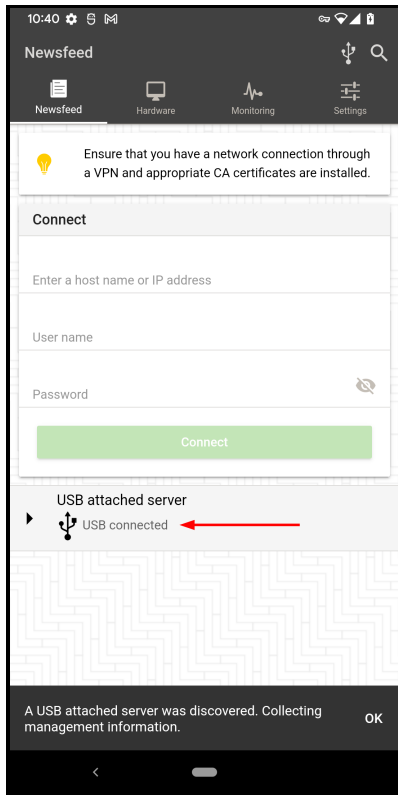 10:40
Newsfeed
Newsfeed
Hardware
Monitoring
Settings
Ensure that you have a network connection through
a VPN and appropriate CA certificates are installed.
Connect
Enter a host name or IP address
User name
Password
Connect
USB attached server
USB connected
A USB attached server was discovered. Collecting
management information.
OK